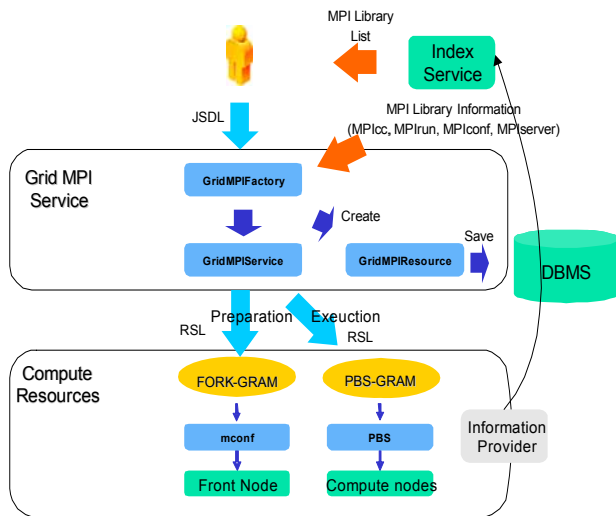 MPI Library
List
Index
Service
JSDL
MPI Library Information
(MPIcc, MPIrun, MPIconf, MPIserver)
Grid MPI
Service
GridMPIFactory
Create
GridMPIService
GridMPIResource
Save
DBMS
Preparation
Exeuction
RSL
RSL
Compute
Resources
FORK-GRAM
PBS-GRAM
mconf
PBS
Information
Provider
Front Node
Compute nodes